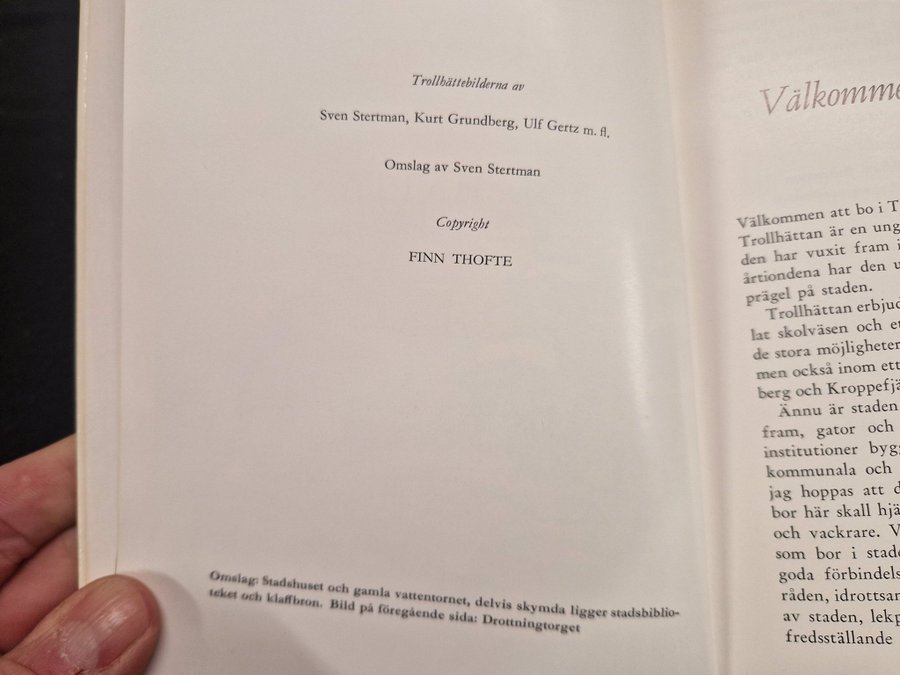 Trollhättebilderna av
Sven Stertman, Kurt Grundberg, Ulf Gertz m. fl.
Omslag av Sven Stertman
Copyright
FINN THOFTE
Omslag: Stadshuset och gamla vattentornet, delvis skymda ligger stadsbiblio-
teket och klaffbron. Bild på föregående sida: Drottningtorget
Välkomme
Välkommen att bo i T
Trollhättan är en ung
den har vuxit fram i
årtiondena har den u
prägel på staden.
Trollhättan erbjud
lat skolväsen och et
de stora möjligheter
men också inom ett
berg och Kroppefjä
Ännu är staden
fram, gator och
institutioner byg
kommunala och
jag hoppas att d
bor här skall hjä
och vackrare. V
som bor i stad
goda förbindels
råden, idrottsan
av staden, lekp
fredsställande